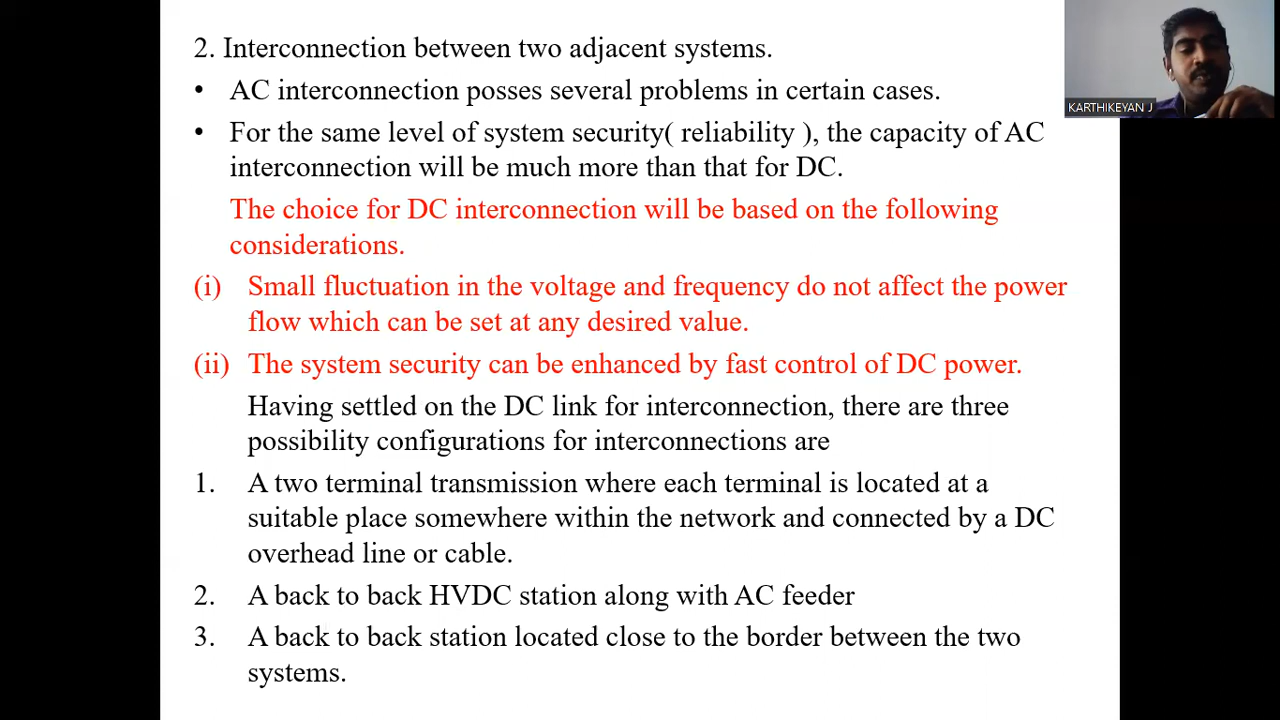 2. Interconnection between two adjacent systems.
• AC interconnection posses several problems in certain cases.
• For the same level of system security( reliability ), the capacity of AC
interconnection will be much more than that for DC.
The choice for DC interconnection will be based on the following
considerations.
(i) Small fluctuation in the voltage and frequency do not affect the power
flow which can be set at any desired value.
(ii) The system security can be enhanced by fast control of DC power.
Having settled on the DC link for interconnection, there are three
possibility configurations for interconnections are
1. A two terminal transmission where each terminal is located at a
suitable place somewhere within the network and connected by a DC
overhead line or cable.
2. A back to back HVDC station along with AC feeder
3. A back to back station located close to the border between the two
systems.
KARTHIKEYAN J